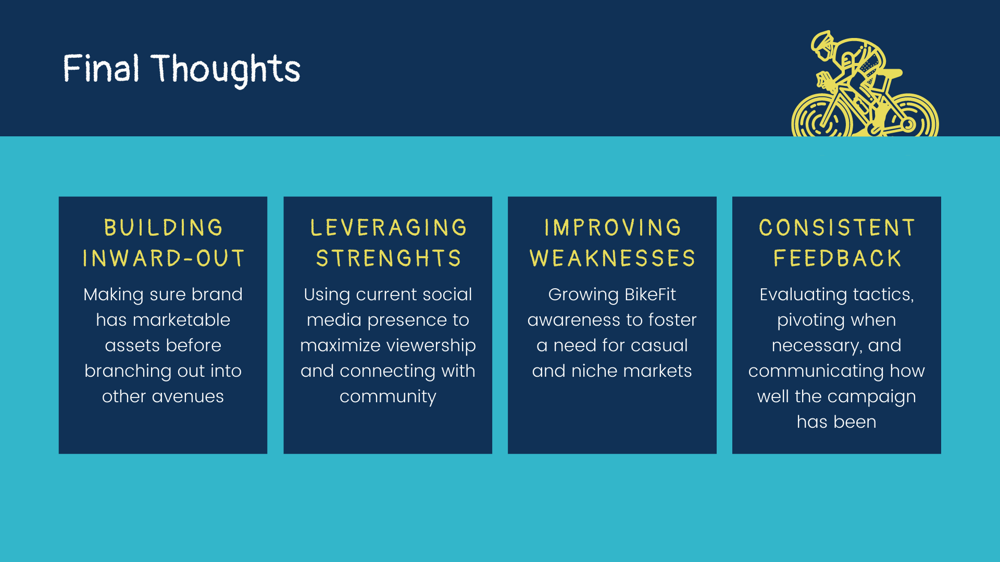 Final Thoughts
BUILDING
INWARD-OUT
Making sure brand
has marketable
assets before
branching out into
other avenues
LEVERAGING
STRENGHTS
Using current social
media presence to
maximize viewership
and connecting with
community
IMPROVING
WEAKNESSES
Growing BikeFit
awareness to foster
a need for casual
and niche markets
CONSISTENT
FEEDBACK
Evaluating tactics,
pivoting when
necessary, and
communicating how
well the campaign
has been